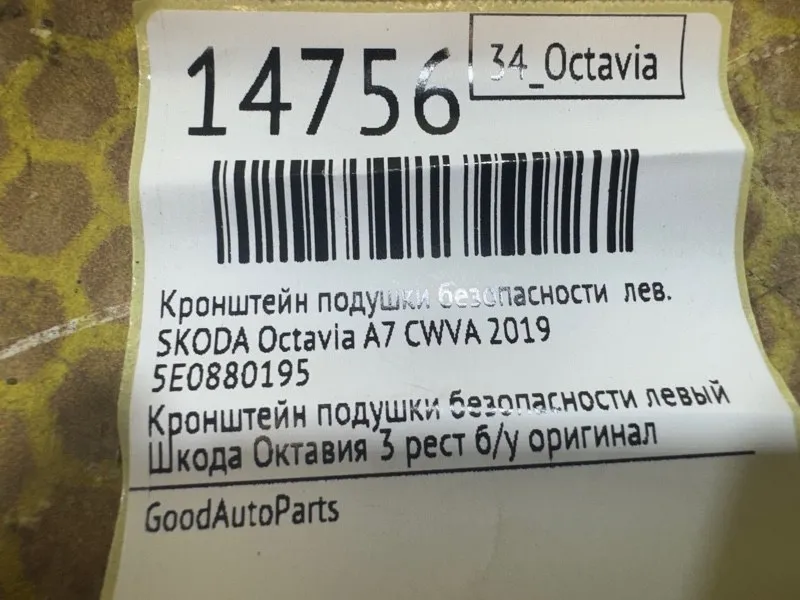 14756
34_Octavia
Кронштейн подушки безопасности лев.
SKODA Octavia A7 CWVA 2019
5E0880195
Кронштейн подушки безопасности левый
Шкода Октавия 3 рест б/у оригинал
GoodAutoParts